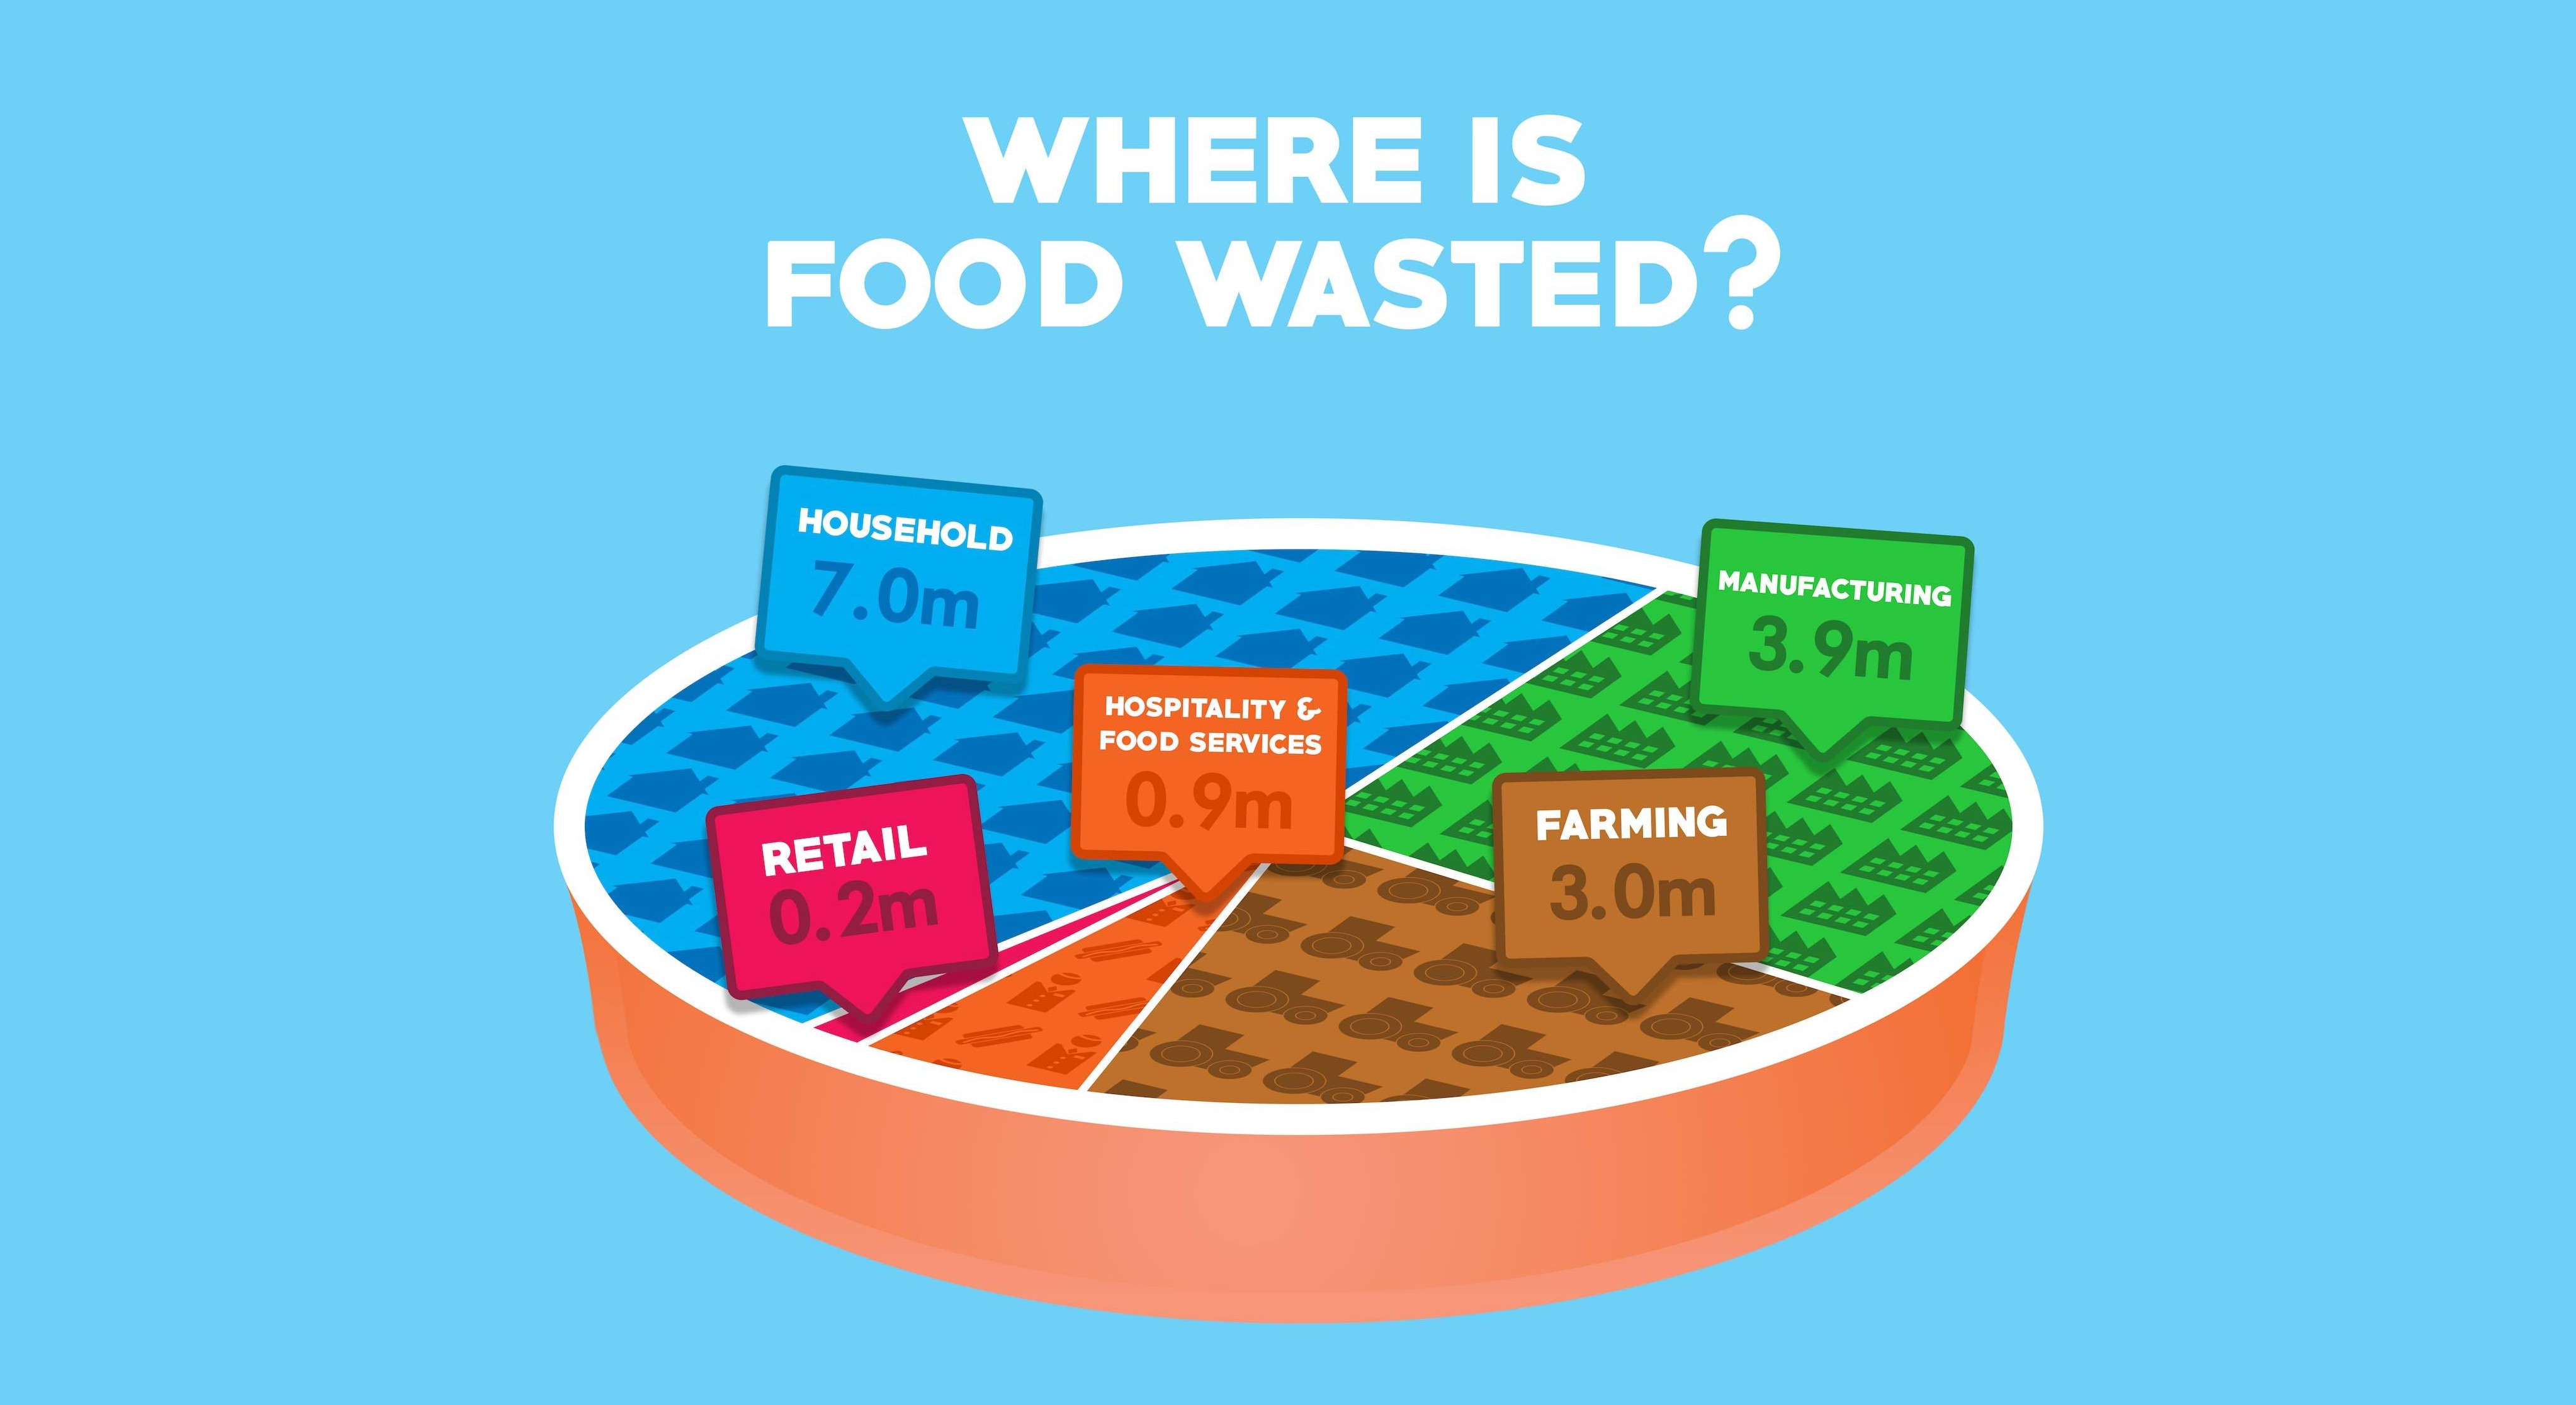 WHERE IS
FOOD WASTED?
HOUSEHOLD
7.0m
MANUFACTURING
3.9m
HOSPITALITY &
FOOD SERVICES
0.9m
RETAIL
0.2m
FARMING
3.0m